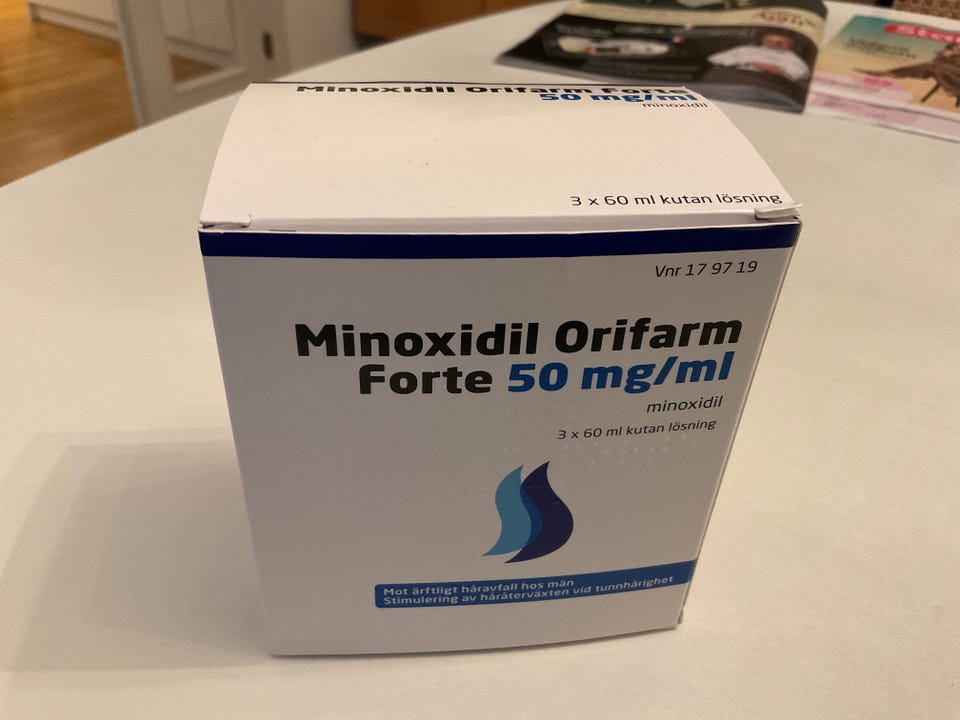 Minoxidil Orifarm Forte
50 mg/ml
minoxidil
3 x 60 ml kutan lösning
Vnr 17 97 19
Minoxidil Orifarm
Forte 50 mg/ml
minoxidil
3 x 60 ml kutan lösning
Mot ärftligt håravfall hos män
Stimulering av håråterväxten vid tunnhårighet